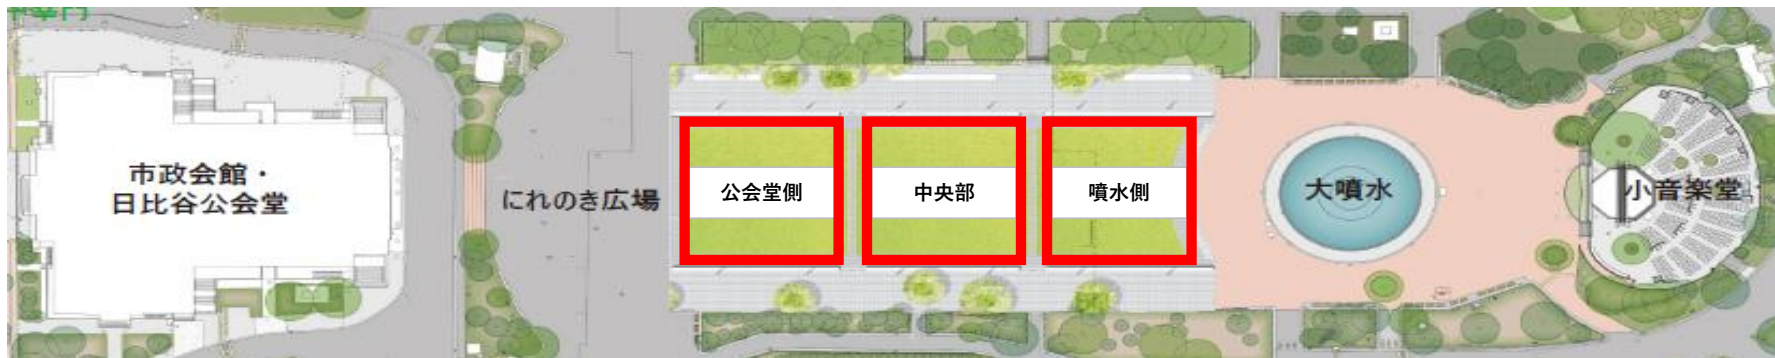 市政会館・
日比谷公会堂
にれのき広場
公会堂側
中央部
噴水側
大噴水
小音楽堂